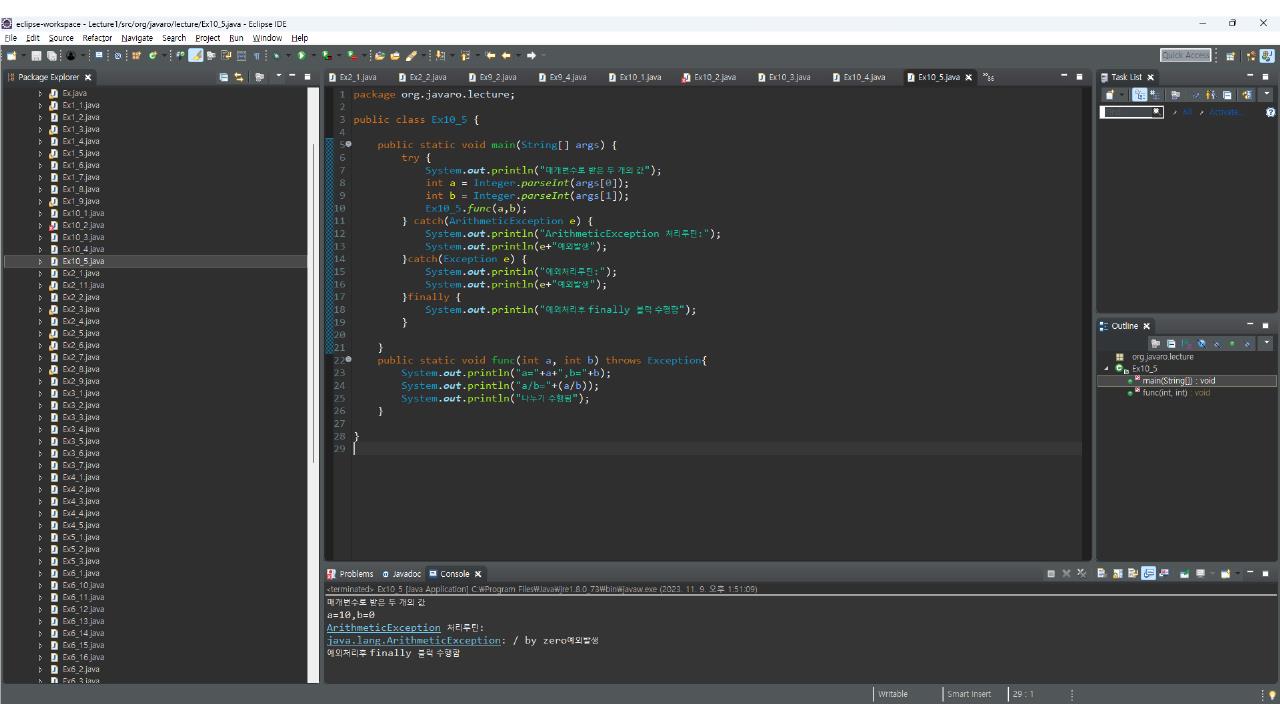 eclipse-workspace - Lecture1/src/org/javaro/lecture/Ex10_5.java - Eclipse IDE
File Edit Source Refactor Navigate Search Project Run Window Help
Quick Access
Package Explorer
Ex.java
Ex1_1.java
Ex1_2.java
Ex1_3.java
Ex1_4.java
Ex1_5.java
Ex1_6.java
Ex1_7.java
Ex1_8.java
Ex1_9.java
Ex10_1.java
Ex10_2.java
Ex10_3.java
Ex10_4.java
Ex10_5.java
Ex2_1.java
Ex2_11.java
Ex2_2.java
Ex2_3.java
Ex2_4.java
Ex2_5.java
Ex2_6.java
Ex2_7.java
Ex2_8.java
Ex2_9.java
Ex3_1.java
Ex3_2.java
Ex3_3.java
Ex3_4.java
Ex3_5.java
Ex3_6.java
Ex3_7.java
Ex4_1.java
Ex4_2.java
Ex4_3.java
Ex4_4.java
Ex4_5.java
Ex5_1.java
Ex5_2.java
Ex5_3.java
Ex6_1.java
Ex6_10.java
Ex6_11.java
Ex6_12.java
Ex6_13.java
Ex6_14.java
Ex6_15.java
Ex6_16.java
Ex6_2.java
Ex6_3.java
Ex2_1.java Ex2_2.java Ex9_2.java Ex9_4.java Ex10_1.java Ex10_2.java Ex10_3.java Ex10_4.java Ex10_5.java
1 package org.javaro.lecture;
2
3 public class Ex10_5 {
4
5 public static void main(String[] args) {
6 try {
7 System.out.println("매개변수로 받은 두 개의 값");
8 int a = Integer.parseInt(args[0]);
9 int b = Integer.parseInt(args[1]);
10 Ex10_5.func(a,b);
11 } catch(ArithmeticException e) {
12 System.out.println("ArithmeticException 처리루틴:");
13 System.out.println(e+"예외발생");
14 }catch(Exception e) {
15 System.out.println("예외처리루틴:");
16 System.out.println(e+"예외발생");
17 }finally {
18 System.out.println("예외처리후 finally 블럭 수행함");
19 }
20
21 }
22 public static void func(int a, int b) throws Exception{
23 System.out.println("a="+a+",b="+b);
24 System.out.println("a/b="+(a/b));
25 System.out.println("나누기 수행됨");
26 }
27
28 }
29
Task List
All Activate...
Outline
org.javaro.lecture
Ex10_5
main(String[]) : void
func(int, int) : void
Problems Javadoc Console
<terminated> Ex10_5 [Java Application] C:₩Program Files₩Java₩jre1.8.0_73₩bin₩javaw.exe (2023. 11. 9. 오후 1:51:09)
매개변수로 받은 두 개의 값
a=10,b=0
ArithmeticException 처리루틴:
java.lang.ArithmeticException: / by zero예외발생
예외처리후 finally 블럭 수행함
Writable Smart Insert 29 : 1